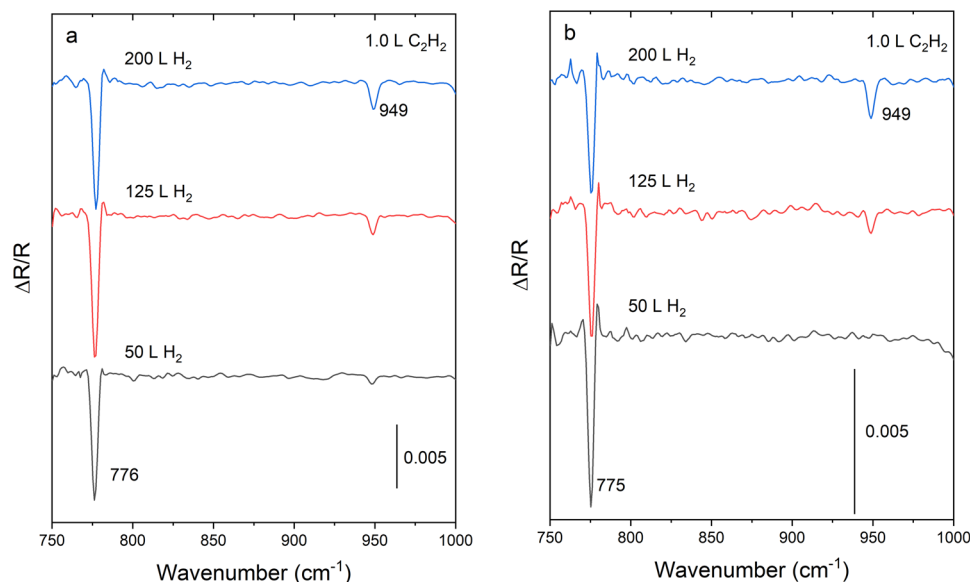 a
1.0 L C₂H₂
200 L H₂
949
125 L H₂
50 L H₂
776
0.005
ΔR/R
750 800 850 900 950 1000
Wavenumber (cm⁻¹)
b
1.0 L C₂H₂
200 L H₂
949
125 L H₂
50 L H₂
775
0.005
ΔR/R
750 800 850 900 950 1000
Wavenumber (cm⁻¹)